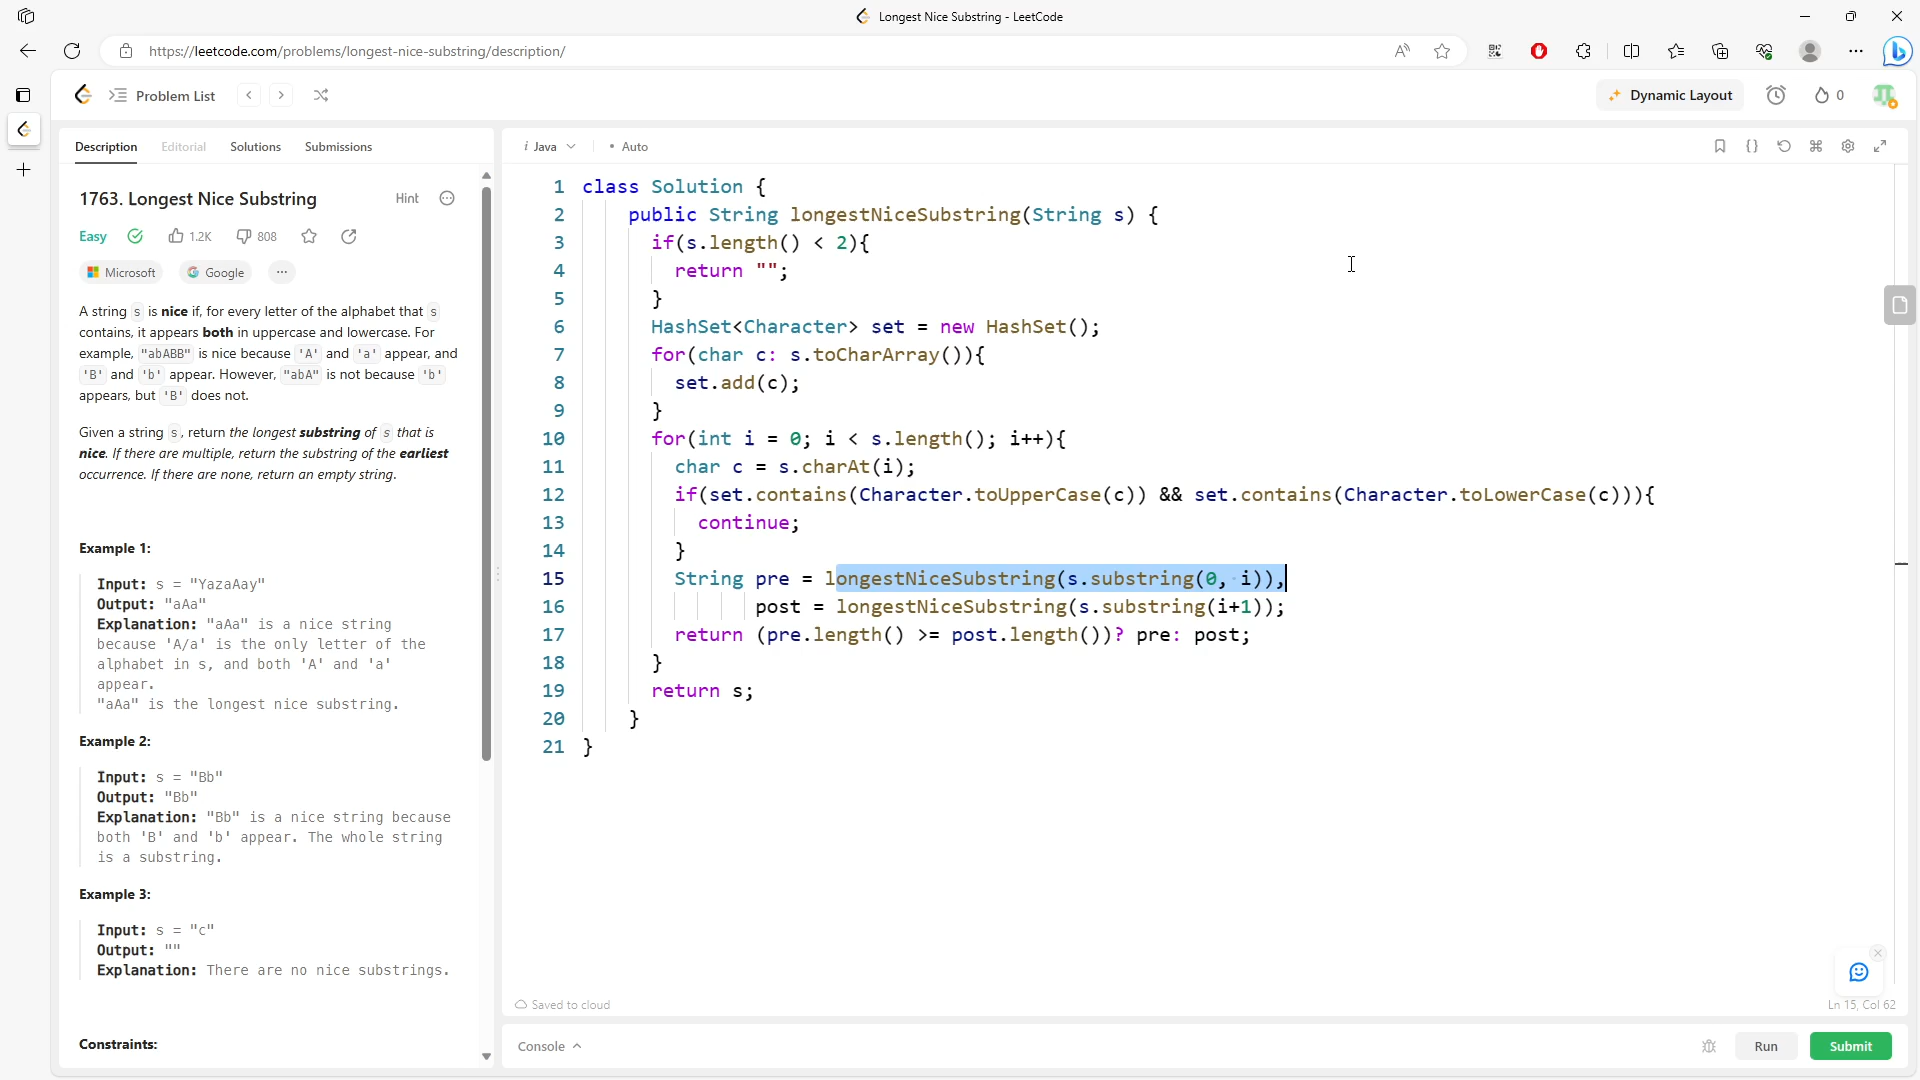 Longest Nice Substring - LeetCode
https://leetcode.com/problems/longest-nice-substring/description/
Problem List
Dynamic Layout
0
Description
Editorial
Solutions
Submissions
1763. Longest Nice Substring
Hint
Easy
1.2K
808
Microsoft
Google
A string s is nice if, for every letter of the alphabet that s
contains, it appears both in uppercase and lowercase. For
example, "abABB" is nice because 'A' and 'a' appear, and
'B' and 'b' appear. However, "abA" is not because 'b'
appears, but 'B' does not.
Given a string s, return the longest substring of s that is
nice. If there are multiple, return the substring of the earliest
occurrence. If there are none, return an empty string.
Example 1:
Input: s = "YazaAay"
Output: "aAa"
Explanation: "aAa" is a nice string
because 'A/a' is the only letter of the
alphabet in s, and both 'A' and 'a'
appear.
"aAa" is the longest nice substring.
Example 2:
Input: s = "Bb"
Output: "Bb"
Explanation: "Bb" is a nice string because
both 'B' and 'b' appear. The whole string
is a substring.
Example 3:
Input: s = "c"
Output: ""
Explanation: There are no nice substrings.
Constraints:
i Java
• Auto
1 class Solution {
2 public String longestNiceSubstring(String s) {
3 if(s.length() < 2){
4 return "";
5 }
6 HashSet<Character> set = new HashSet();
7 for(char c: s.toCharArray()){
8 set.add(c);
9 }
10 for(int i = 0; i < s.length(); i++){
11 char c = s.charAt(i);
12 if(set.contains(Character.toUpperCase(c)) && set.contains(Character.toLowerCase(c))){
13 continue;
14 }
15 String pre = longestNiceSubstring(s.substring(0, i)),
16 post = longestNiceSubstring(s.substring(i+1));
17 return (pre.length() >= post.length())? pre: post;
18 }
19 return s;
20 }
21 }
Saved to cloud
Ln 15, Col 62
Console
Run
Submit